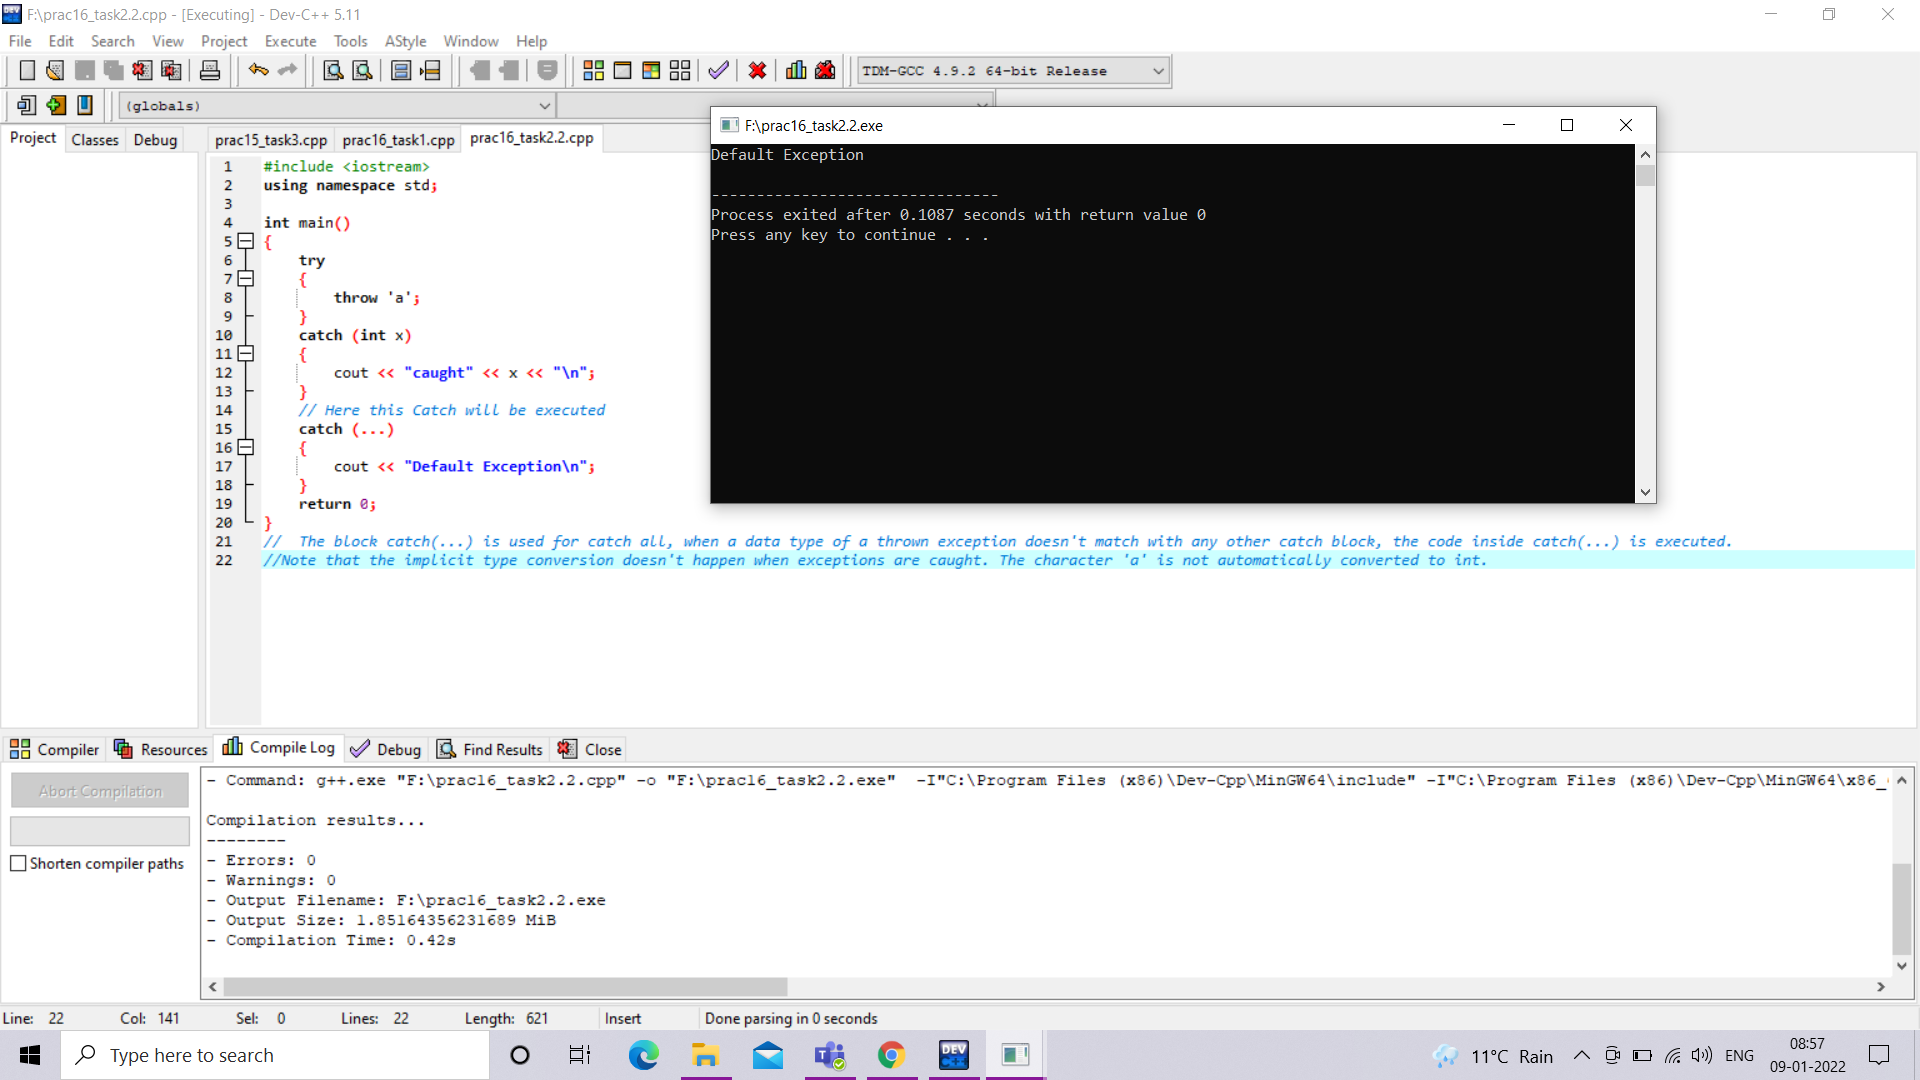 F:\prac16_task2.2.cpp - [Executing] - Dev-C++ 5.11
File Edit Search View Project Execute Tools AStyle Window Help
TDM-GCC 4.9.2 64-bit Release
(globals)
Project Classes Debug prac15_task3.cpp prac16_task1.cpp prac16_task2.2.cpp
1 #include <iostream>
2 using namespace std;
3
4 int main()
5 {
6 try
7 {
8 throw 'a';
9 }
10 catch (int x)
11 {
12 cout << "caught" << x << "\n";
13 }
14 // Here this Catch will be executed
15 catch (...)
16 {
17 cout << "Default Exception\n";
18 }
19 return 0;
20 }
21 //  The block catch(...) is used for catch all, when a data type of a thrown exception doesn't match with any other catch block, the code inside catch(...) is executed.
22 //Note that the implicit type conversion doesn't happen when exceptions are caught. The character 'a' is not automatically converted to int.
F:\prac16_task2.2.exe
Default Exception
--------------------------------
Process exited after 0.1087 seconds with return value 0
Press any key to continue . . .
Compiler Resources Compile Log Debug Find Results Close
Abort Compilation
Shorten compiler paths
- Command: g++.exe "F:\prac16_task2.2.cpp" -o "F:\prac16_task2.2.exe"  -I"C:\Program Files (x86)\Dev-Cpp\MinGW64\include" -I"C:\Program Files (x86)\Dev-Cpp\MinGW64\x86_
Compilation results...
--------
- Errors: 0
- Warnings: 0
- Output Filename: F:\prac16_task2.2.exe
- Output Size: 1.85164356231689 MiB
- Compilation Time: 0.42s
Line: 22 Col: 141 Sel: 0 Lines: 22 Length: 621 Insert Done parsing in 0 seconds
Type here to search
DEV C++
11°C Rain
ENG
08:57
09-01-2022